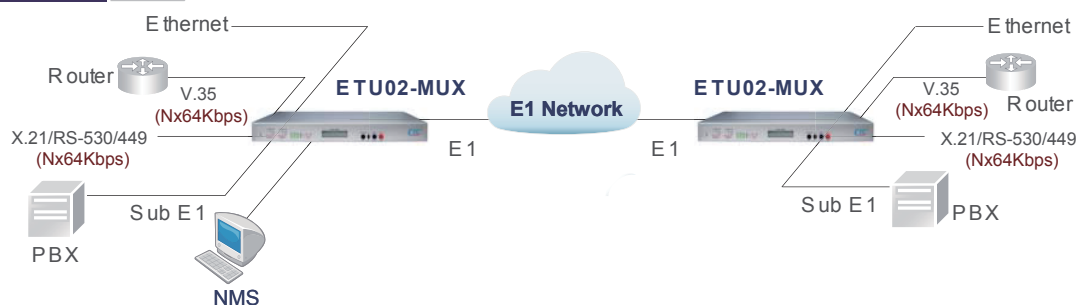 Ethernet
Router
V.35
(Nx64Kbps)
X.21/RS-530/449
(Nx64Kbps)
PBX
Sub E1
NMS
ETU02-MUX
E1
E1 Network
E1
ETU02-MUX
Ethernet
V.35
(Nx64Kbps)
Router
X.21/RS-530/449
(Nx64Kbps)
Sub E1
PBX